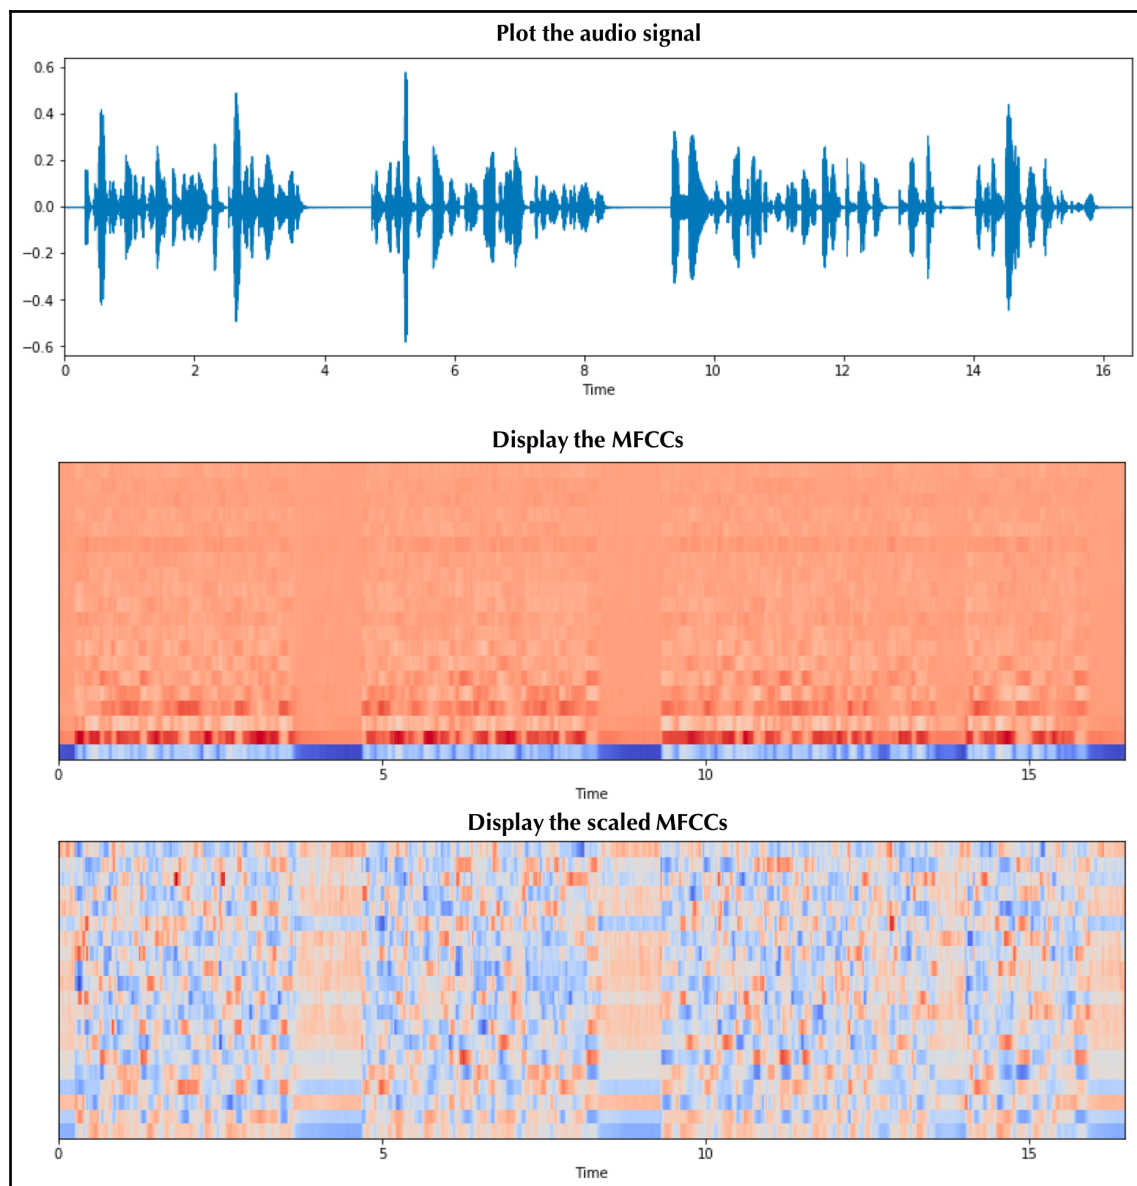 Plot the audio signal
0.6
0.4
0.2
0.0
−0.2
−0.4
−0.6
0 2 4 6 8 10 12 14 16
Time
Display the MFCCs
0 5 10 15
Time
Display the scaled MFCCs
0 5 10 15
Time